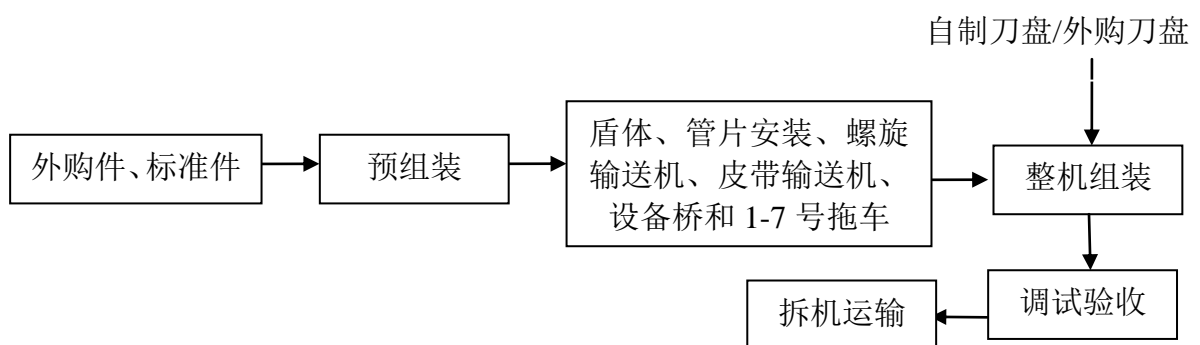 自制刀盘/外购刀盘
外购件、标准件
预组装
盾体、管片安装、螺旋
输送机、皮带输送机、
设备桥和 1-7 号拖车
整机组装
调试验收
拆机运输